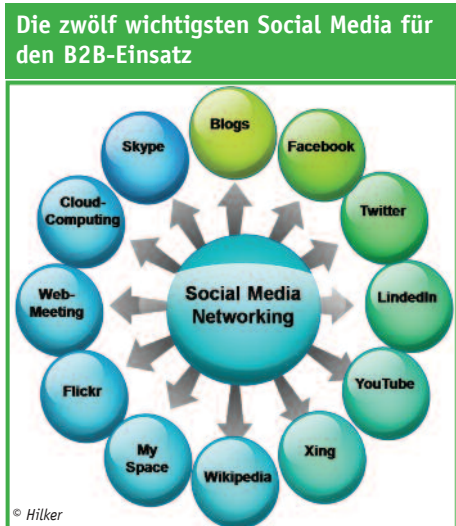 Die zwölf wichtigsten Social Media für
den B2B-Einsatz
Blogs
Facebook
Twitter
LindedIn
YouTube
Xing
Wikipedia
My
Space
Flickr
Web-
Meeting
Cloud-
Computing
Skype
Social Media
Networking
© Hilker